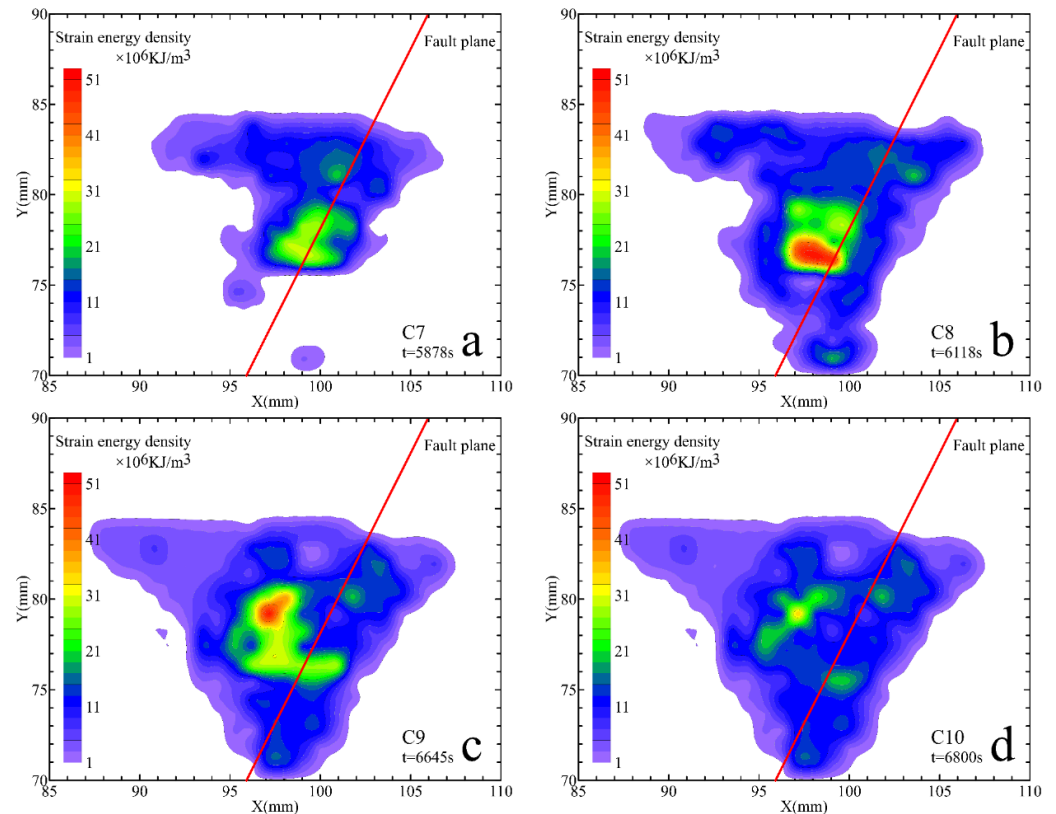 Strain energy density
×10⁶KJ/m³
Fault plane
51
41
31
21
11
1
90
85
80
75
70
Y(mm)
C7
t=5878s
a
85 90 95 100 105 110
X(mm)
Strain energy density
×10⁶KJ/m³
Fault plane
51
41
31
21
11
1
90
85
80
75
70
Y(mm)
C8
t=6118s
b
85 90 95 100 105 110
X(mm)
Strain energy density
×10⁶KJ/m³
Fault plane
51
41
31
21
11
1
90
85
80
75
70
Y(mm)
C9
t=6645s
c
85 90 95 100 105 110
X(mm)
Strain energy density
×10⁶KJ/m³
Fault plane
51
41
31
21
11
1
90
85
80
75
70
Y(mm)
C10
t=6800s
d
85 90 95 100 105 110
X(mm)